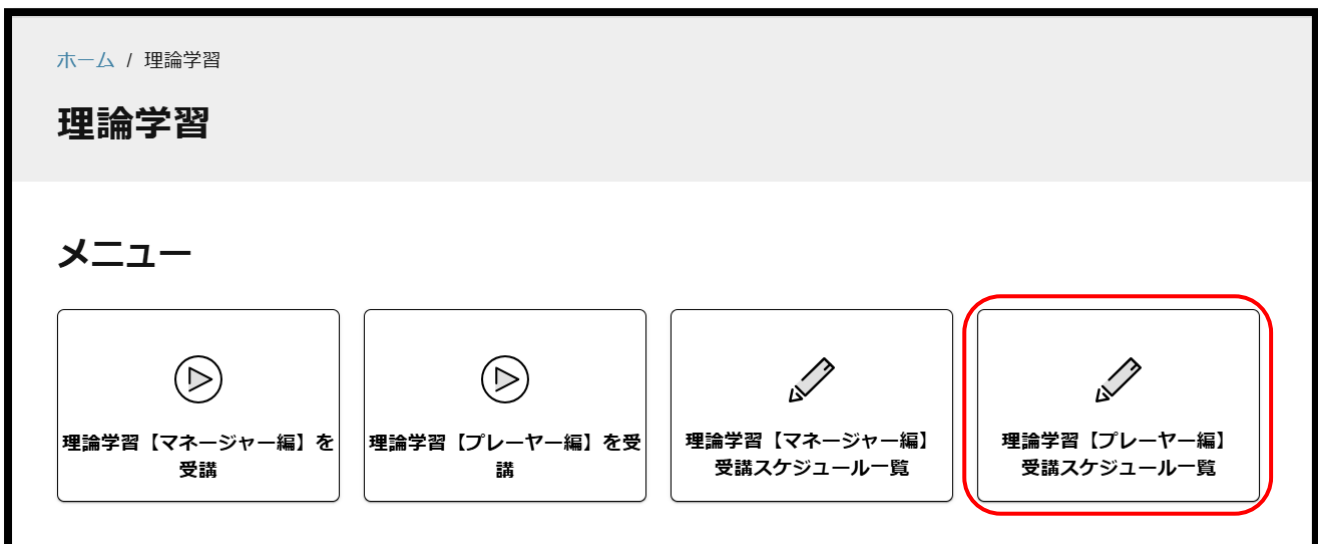 ホーム / 理論学習
理論学習
メニュー
理論学習【マネージャー編】を
受講
理論学習【プレーヤー編】を受
講
理論学習【マネージャー編】
受講スケジュール一覧
理論学習【プレーヤー編】
受講スケジュール一覧